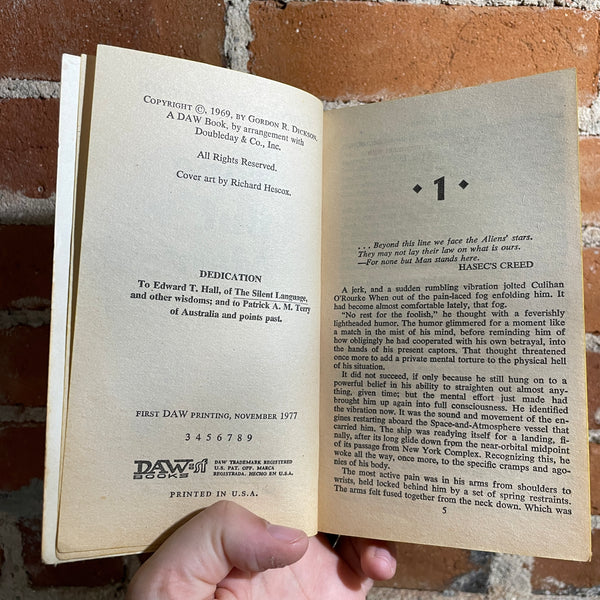 COPYRIGHT ©, 1969, BY GORDON R. DICKSON.
A DAW Book, by arrangement with
Doubleday & Co., Inc.
All Rights Reserved.
Cover art by Richard Hescox.
DEDICATION
To Edward T. Hall, of The Silent Language,
and other wisdoms; and to Patrick A. M. Terry
of Australia and points past.
FIRST DAW PRINTING, NOVEMBER 1977
3 4 5 6 7 8 9
DAW sf
BOOKS
DAW TRADEMARK REGISTERED
U.S. PAT. OFF. MARCA
REGISTRADA. HECHO EN U.S.A.
PRINTED IN U.S.A.
• 1 •
. . . Beyond this line we face the Aliens' stars.
They may not lay their law on what is ours.
—For none but Man stands here.
HASEC'S CREED
A jerk, and a sudden rumbling vibration jolted Culihan
O'Rourke When out of the pain-laced fog enfolding him. It
had become almost comfortable lately, that fog.
"No rest for the foolish," he thought with a feverishly
lightheaded humor. The humor glimmered for a moment like
a match in the mist of his mind, before reminding him of
how obligingly he had cooperated with his own betrayal, into
the hands of his present captors. That thought threatened
once more to add a private mental torture to the physical hell
of his situation.
It did not succeed, if only because he still hung on to a
powerful belief in his ability to straighten out almost any-
thing, given time; but the mental effort just made had
brought him up again into full consciousness. He identified
the vibration now. It was the sound and movement of the en-
gines restarting aboard the Space-and-Atmosphere vessel that
carried him. The ship was readying itself for a landing, fi-
nally, after its long glide down from the near-orbital midpoint
of its passage from New York Complex. Recognizing this, he
woke all the way, once more, to the specific cramps and ago-
nies of his body.
The most active pain was in his arms from shoulders to
wrists, held locked behind him by a set of spring restraints.
The arms felt fused together from the neck down. Which was
5